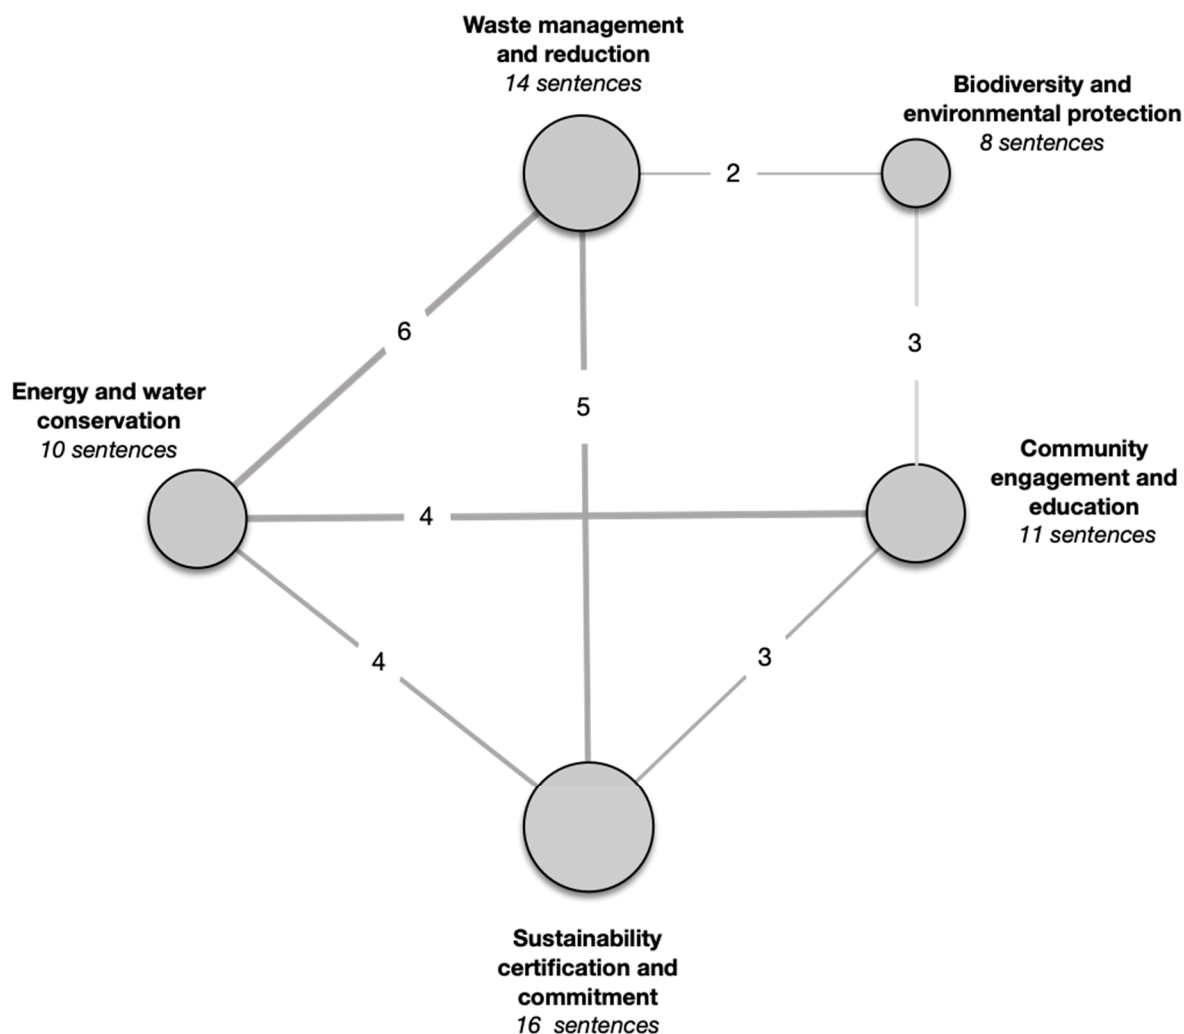 Waste management
and reduction
14 sentences
Biodiversity and
environmental protection
8 sentences
2
6
3
5
Energy and water
conservation
10 sentences
Community
engagement and
education
11 sentences
4
4
3
Sustainability
certification and
commitment
16 sentences